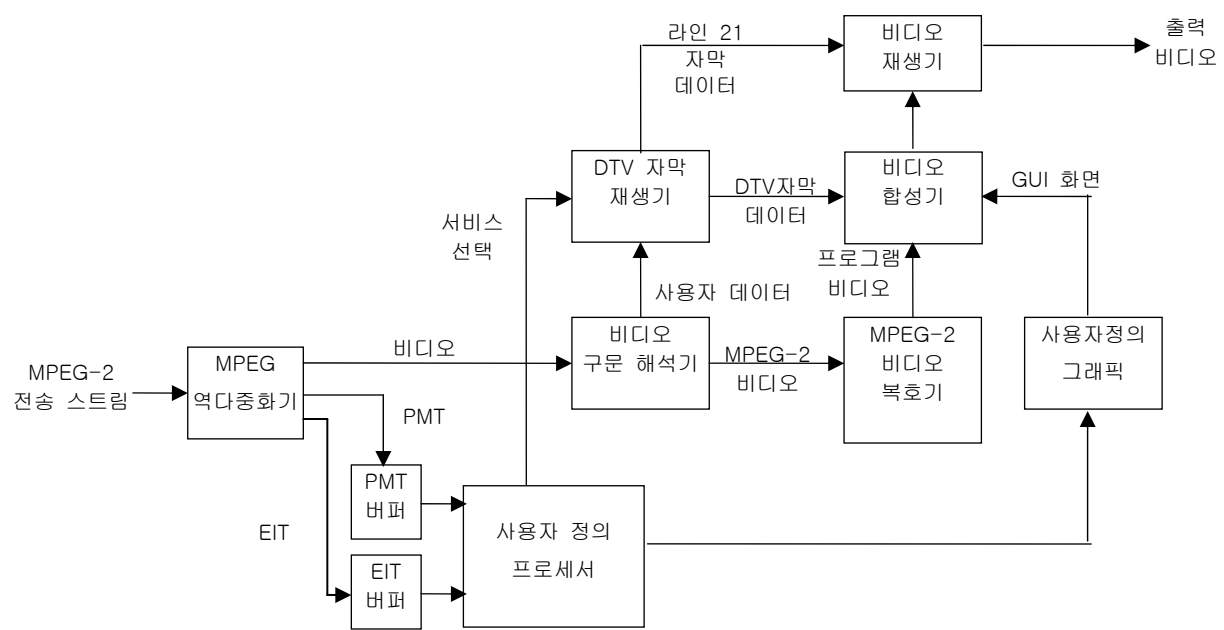 라인 21
자막
데이터
비디오
재생기
출력
비디오
DTV 자막
재생기
DTV자막
데이터
비디오
합성기
GUI 화면
서비스
선택
사용자 데이터
프로그램
비디오
MPEG-2
전송 스트림
MPEG
역다중화기
비디오
비디오
구문 해석기
MPEG-2
비디오
MPEG-2
비디오
복호기
사용자정의
그래픽
PMT
PMT
버퍼
EIT
EIT
버퍼
사용자 정의
프로세서